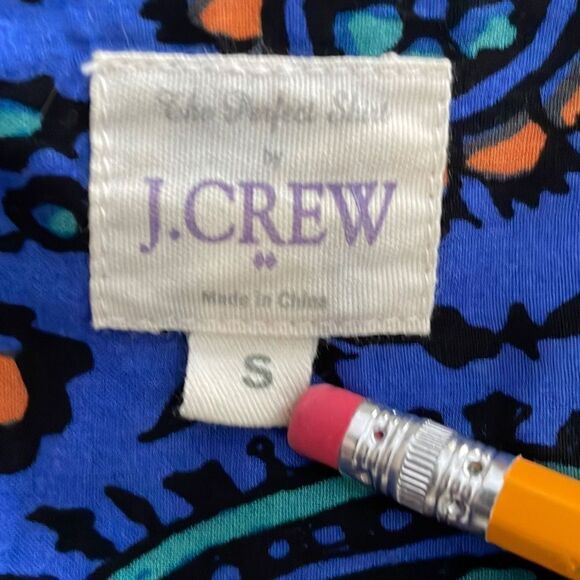 The Perfect Shirt
by
J.CREW
Made in China
S